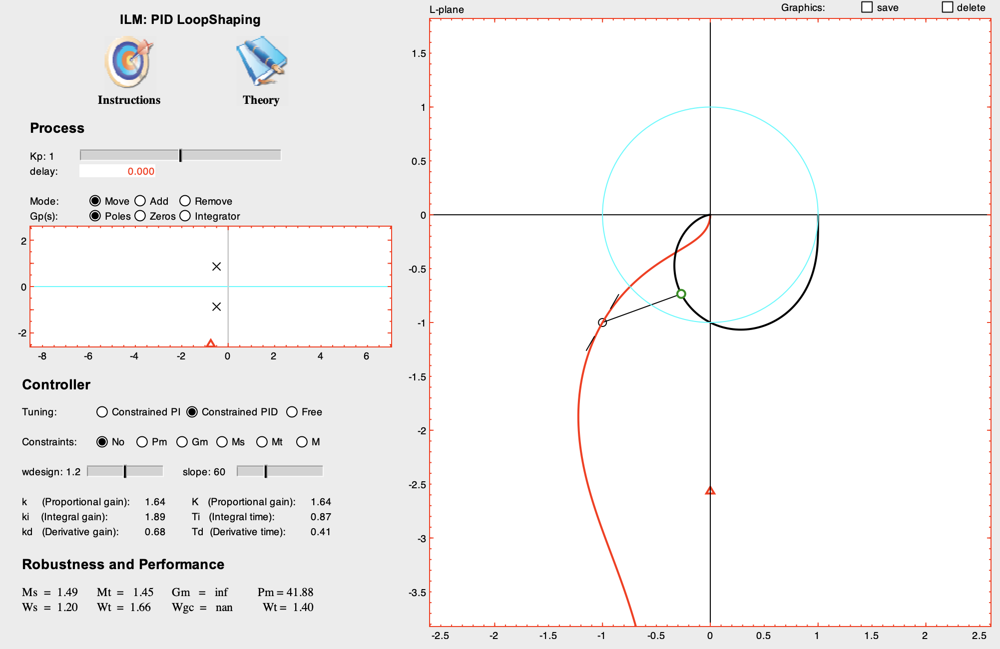 ILM: PID LoopShaping
Instructions Theory
Process
Kp: 1
delay: 0.000
Mode: Move Add Remove
Gp(s): Poles Zeros Integrator
2
0
-2
-8 -6 -4 -2 0 2 4 6
Controller
Tuning: Constrained PI Constrained PID Free
Constraints: No Pm Gm Ms Mt M
wdesign: 1.2 slope: 60
k (Proportional gain): 1.64 K (Proportional gain): 1.64
ki (Integral gain): 1.89 Ti (Integral time): 0.87
kd (Derivative gain): 0.68 Td (Derivative time): 0.41
Robustness and Performance
Ms = 1.49 Mt = 1.45 Gm = inf Pm = 41.88
Ws = 1.20 Wt = 1.66 Wgc = nan Wt = 1.40
L-plane Graphics: save delete
1.5
1
0.5
0
-0.5
-1
-1.5
-2
-2.5
-3
-3.5
-2.5 -2 -1.5 -1 -0.5 0 0.5 1 1.5 2 2.5